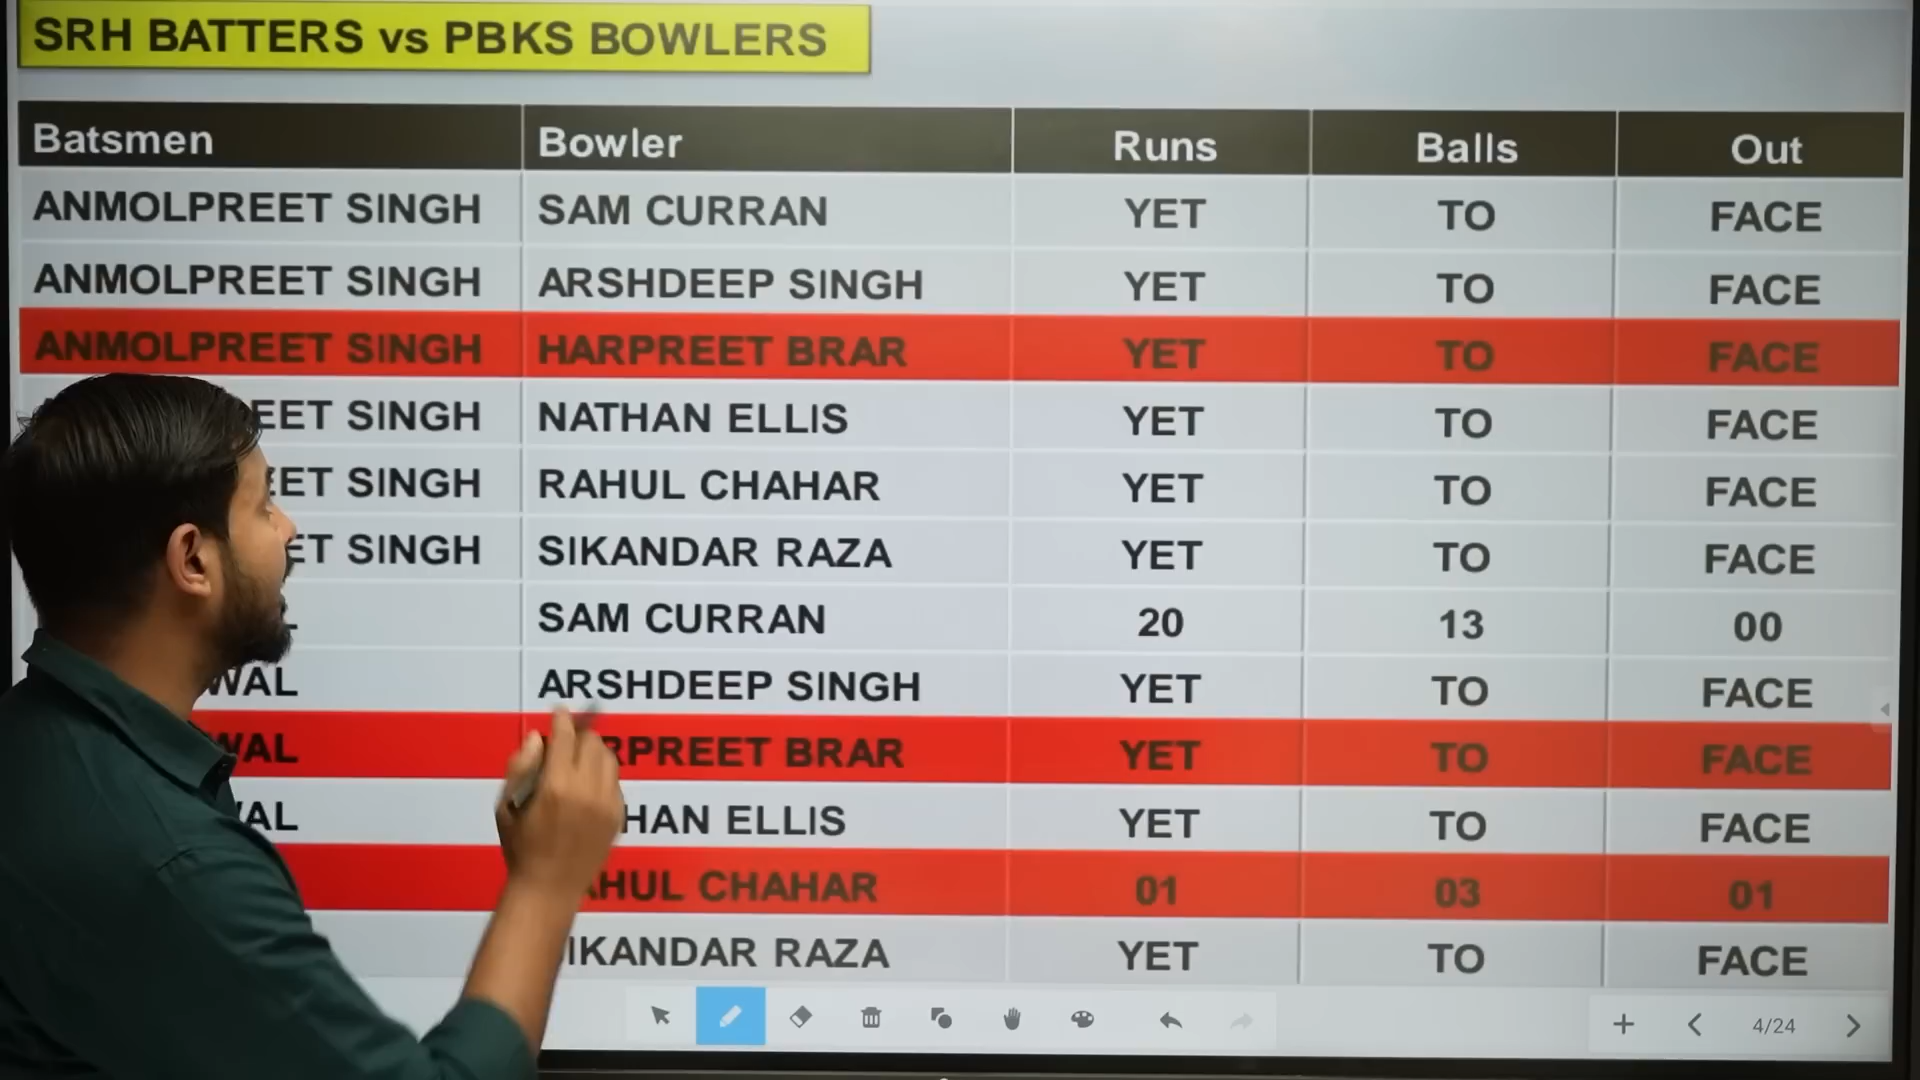 SRH BATTERS vs PBKS BOWLERS
Batsmen Bowler Runs Balls Out
ANMOLPREET SINGH SAM CURRAN YET TO FACE
ANMOLPREET SINGH ARSHDEEP SINGH YET TO FACE
ANMOLPREET SINGH HARPREET BRAR YET TO FACE
EET SINGH NATHAN ELLIS YET TO FACE
EET SINGH RAHUL CHAHAR YET TO FACE
ET SINGH SIKANDAR RAZA YET TO FACE
SAM CURRAN 20 13 00
WAL ARSHDEEP SINGH YET TO FACE
WAL RPREET BRAR YET TO FACE
WAL HAN ELLIS YET TO FACE
AHUL CHAHAR 01 03 01
IKANDAR RAZA YET TO FACE
4/24